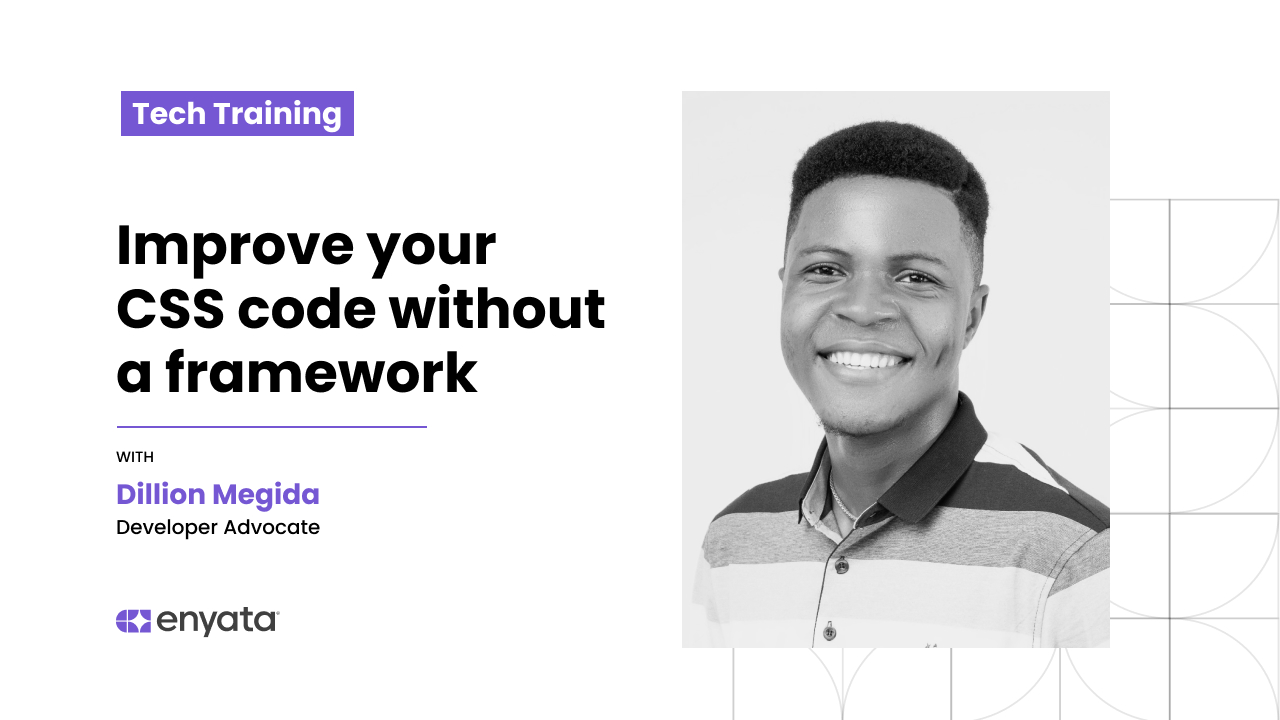 Tech Training
Improve your
CSS code without
a framework
WITH
Dillion Megida
Developer Advocate
enyata